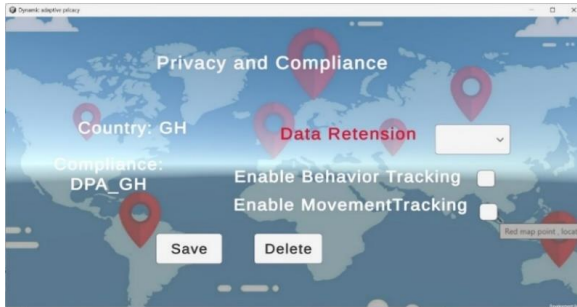 Dynamic adaptive privacy
Privacy and Compliance
Country: GH
Data Retension
Compliance:
DPA_GH
Enable Behavior Tracking
Enable MovementTracking
Red map point , locat
Save
Delete